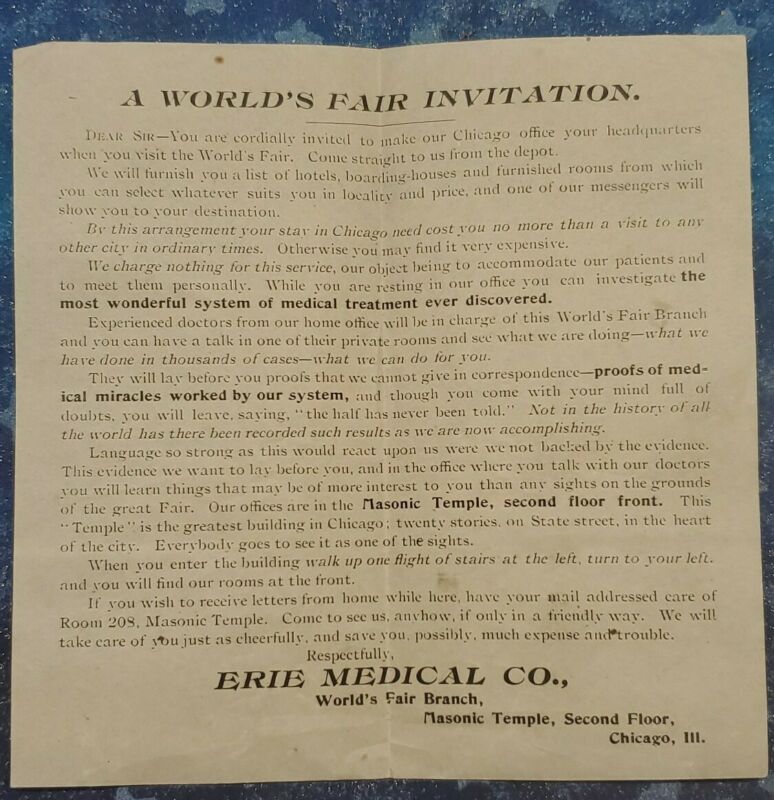 A WORLD'S FAIR INVITATION.
DEAR SIR—You are cordially invited to make our Chicago office your headquarters
when you visit the World's Fair. Come straight to us from the depot.
We will furnish you a list of hotels, boarding-houses and furnished rooms from which
you can select whatever suits you in locality and price, and one of our messengers will
show you to your destination.
By this arrangement your stay in Chicago need cost you no more than a visit to any
other city in ordinary times. Otherwise you may find it very expensive.
We charge nothing for this service, our object being to accommodate our patients and
to meet them personally. While you are resting in our office you can investigate the
most wonderful system of medical treatment ever discovered.
Experienced doctors from our home office will be in charge of this World's Fair Branch
and you can have a talk in one of their private rooms and see what we are doing—what we
have done in thousands of cases—what we can do for you.
They will lay before you proofs that we cannot give in correspondence—proofs of med-
ical miracles worked by our system, and though you come with your mind full of
doubts, you will leave, saying, "the half has never been told." Not in the history of all
the world has there been recorded such results as we are now accomplishing.
Language so strong as this would react upon us were we not backed by the evidence.
This evidence we want to lay before you, and in the office where you talk with our doctors
you will learn things that may be of more interest to you than any sights on the grounds
of the great Fair. Our offices are in the Masonic Temple, second floor front. This
"Temple" is the greatest building in Chicago; twenty stories, on State street, in the heart
of the city. Everybody goes to see it as one of the sights.
When you enter the building walk up one flight of stairs at the left, turn to your left,
and you will find our rooms at the front.
If you wish to receive letters from home while here, have your mail addressed care of
Room 208, Masonic Temple. Come to see us, anyhow, if only in a friendly way. We will
take care of you just as cheerfully, and save you, possibly, much expense and trouble.
Respectfully,
ERIE MEDICAL CO.,
World's Fair Branch,
Masonic Temple, Second Floor,
Chicago, Ill.